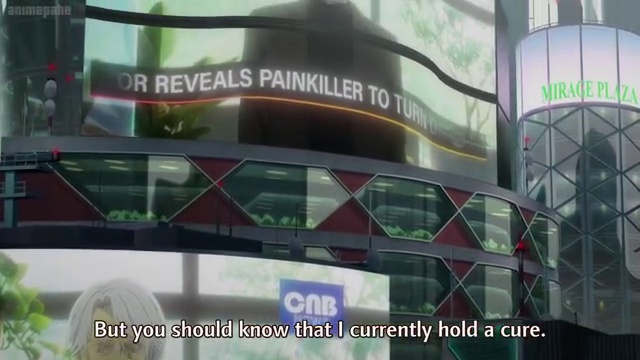 animepahe
OR REVEALS PAINKILLER TO TURN
MIRAGE PLAZA
CNB
But you should know that I currently hold a cure.